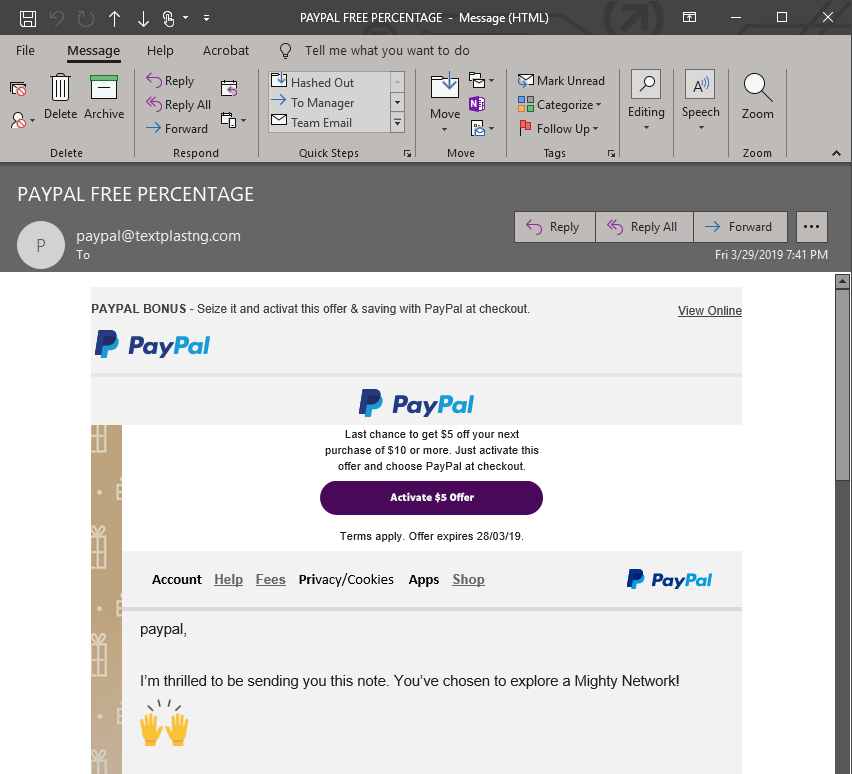 PAYPAL FREE PERCENTAGE - Message (HTML)
File Message Help Acrobat Tell me what you want to do
Delete Archive
Delete
Reply
Reply All
Forward
Respond
Hashed Out
To Manager
Team Email
Quick Steps
Move
Move
Mark Unread
Categorize
Follow Up
Tags
Editing
Speech
Zoom
Zoom
PAYPAL FREE PERCENTAGE
P
paypal@textplastng.com
To
Reply Reply All Forward ...
Fri 3/29/2019 7:41 PM
PAYPAL BONUS - Seize it and activat this offer & saving with PayPal at checkout.
View Online
PayPal
PayPal
Last chance to get $5 off your next
purchase of $10 or more. Just activate this
offer and choose PayPal at checkout.
Activate $5 Offer
Terms apply. Offer expires 28/03/19.
Account Help Fees Privacy/Cookies Apps Shop PayPal
paypal,
I'm thrilled to be sending you this note. You've chosen to explore a Mighty Network!